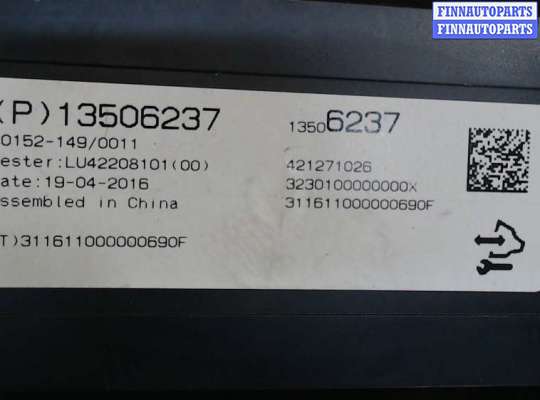 FINNAUTOPARTS
FINNAUTOPARTS
(P)13506237
13506237
0152-149/0011
ester:LU42208101(00)
421271026
ate:19-04-2016
3230100000000X
ssembled in China
311611000000690F
T)311611000000690F